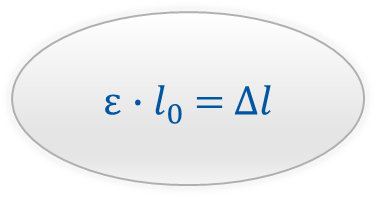 ε · l₀ = Δl